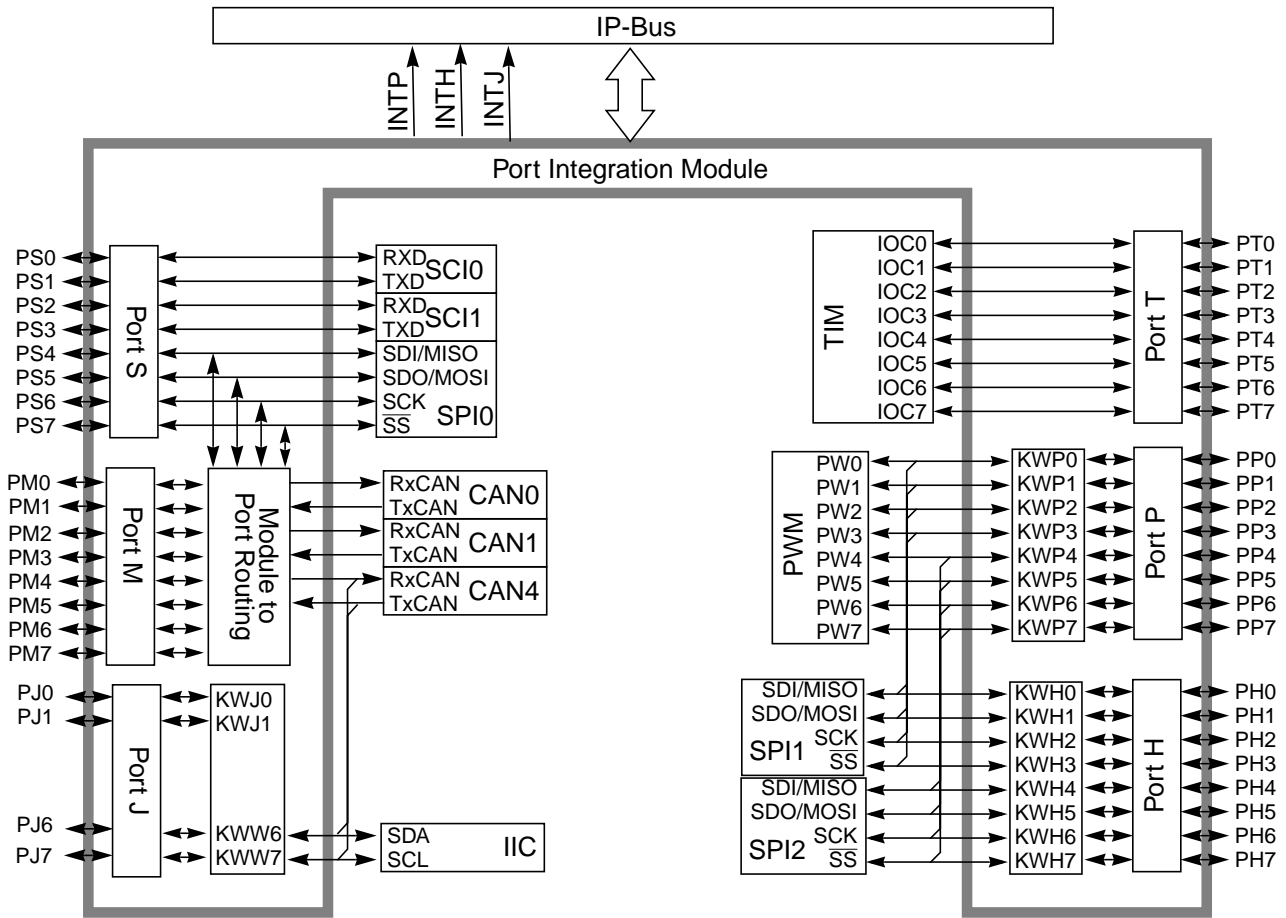 IP-Bus
INTP
INTH
INTJ
Port Integration Module
PS0
PS1
PS2
PS3
PS4
PS5
PS6
PS7
Port S
RXD
TXD
SCI0
RXD
TXD
SCI1
SDI/MISO
SDO/MOSI
SCK
SS
SPI0
PM0
PM1
PM2
PM3
PM4
PM5
PM6
PM7
Port M
Module to
Port Routing
RxCAN
TxCAN
CAN0
RxCAN
TxCAN
CAN1
RxCAN
TxCAN
CAN4
PJ0
PJ1
PJ6
PJ7
Port J
KWJ0
KWJ1
KWW6
KWW7
SDA
SCL
IIC
TIM
IOC0
IOC1
IOC2
IOC3
IOC4
IOC5
IOC6
IOC7
Port T
PT0
PT1
PT2
PT3
PT4
PT5
PT6
PT7
PWM
PW0
PW1
PW2
PW3
PW4
PW5
PW6
PW7
KWP0
KWP1
KWP2
KWP3
KWP4
KWP5
KWP6
KWP7
Port P
PP0
PP1
PP2
PP3
PP4
PP5
PP6
PP7
SDI/MISO
SDO/MOSI
SCK
SS
SPI1
SDI/MISO
SDO/MOSI
SCK
SS
SPI2
KWH0
KWH1
KWH2
KWH3
KWH4
KWH5
KWH6
KWH7
Port H
PH0
PH1
PH2
PH3
PH4
PH5
PH6
PH7